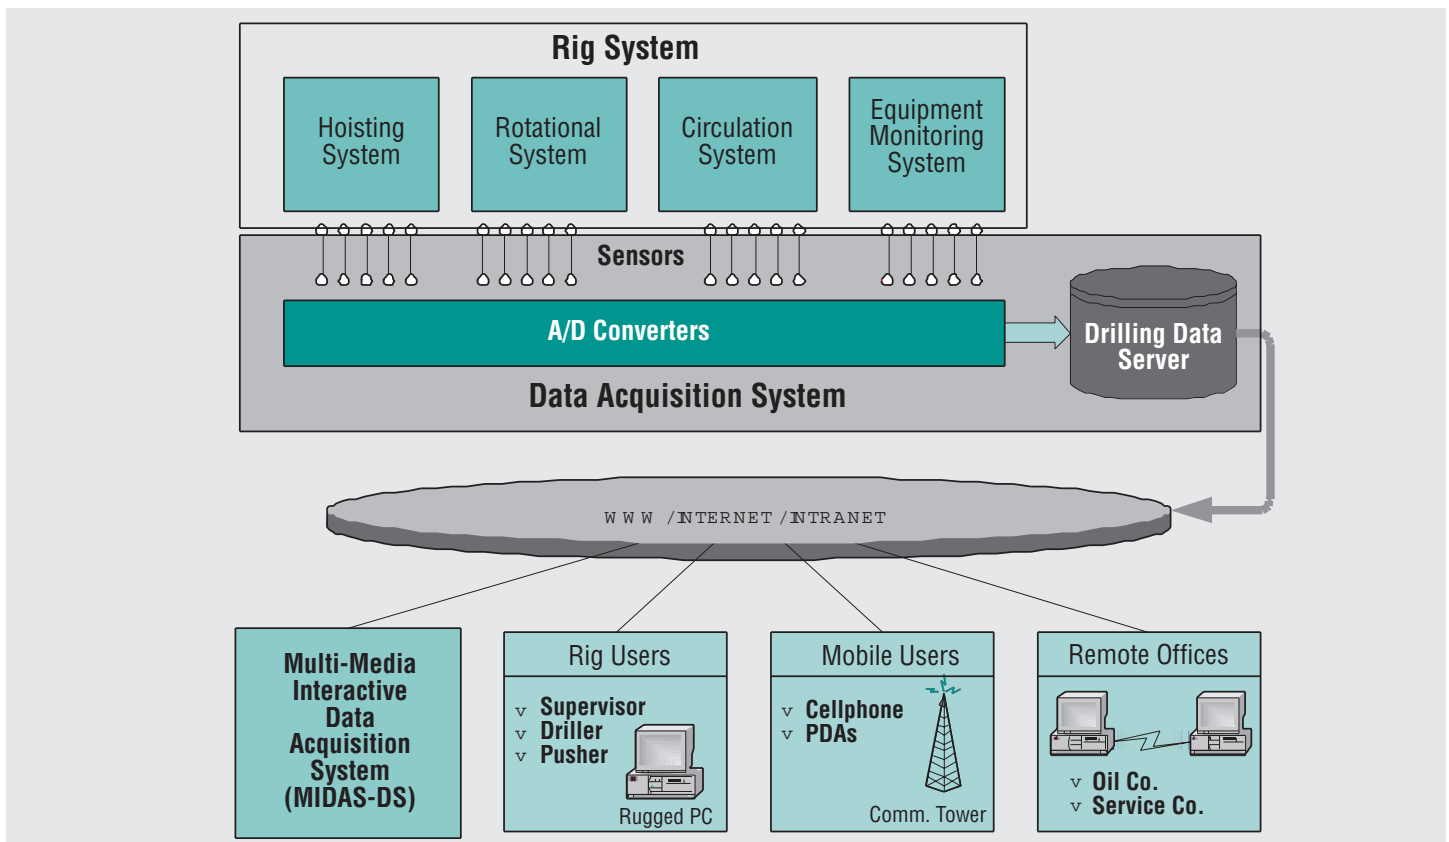 Rig System
Hoisting
System
Rotational
System
Circulation
System
Equipment
Monitoring
System
Sensors
A/D Converters
Drilling Data
Server
Data Acquisition System
WWW /INTERNET /INTRANET
Multi-Media
Interactive
Data
Acquisition
System
(MIDAS-DS)
Rig Users
v Supervisor
v Driller
v Pusher
Rugged PC
Mobile Users
v Cellphone
v PDAs
Comm. Tower
Remote Offices
v Oil Co.
v Service Co.